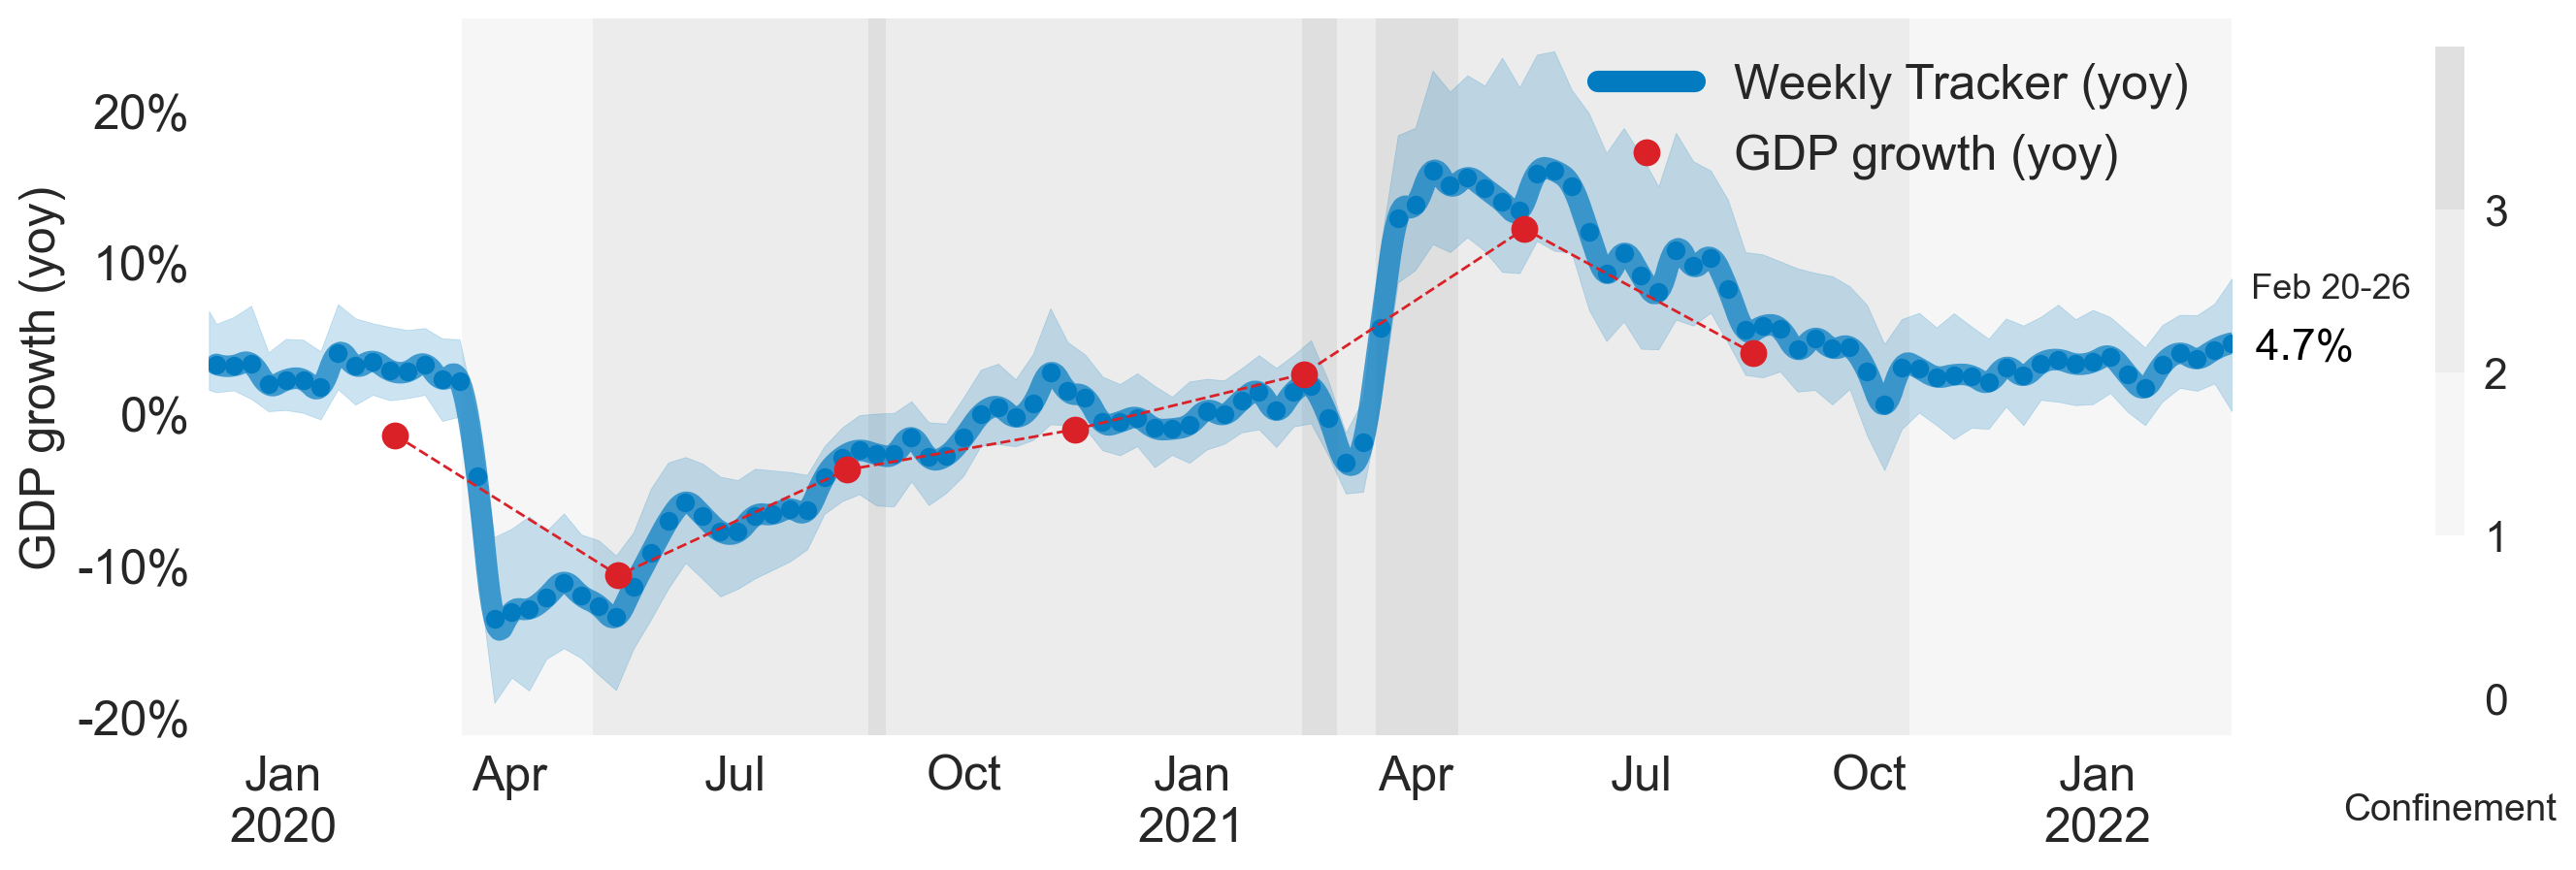 GDP growth (yoy)
20%
10%
0%
-10%
-20%
Weekly Tracker (yoy)
GDP growth (yoy)
Feb 20-26
4.7%
3
2
1
0
Confinement
Jan Apr Jul Oct Jan Apr Jul Oct Jan
2020 2021 2022